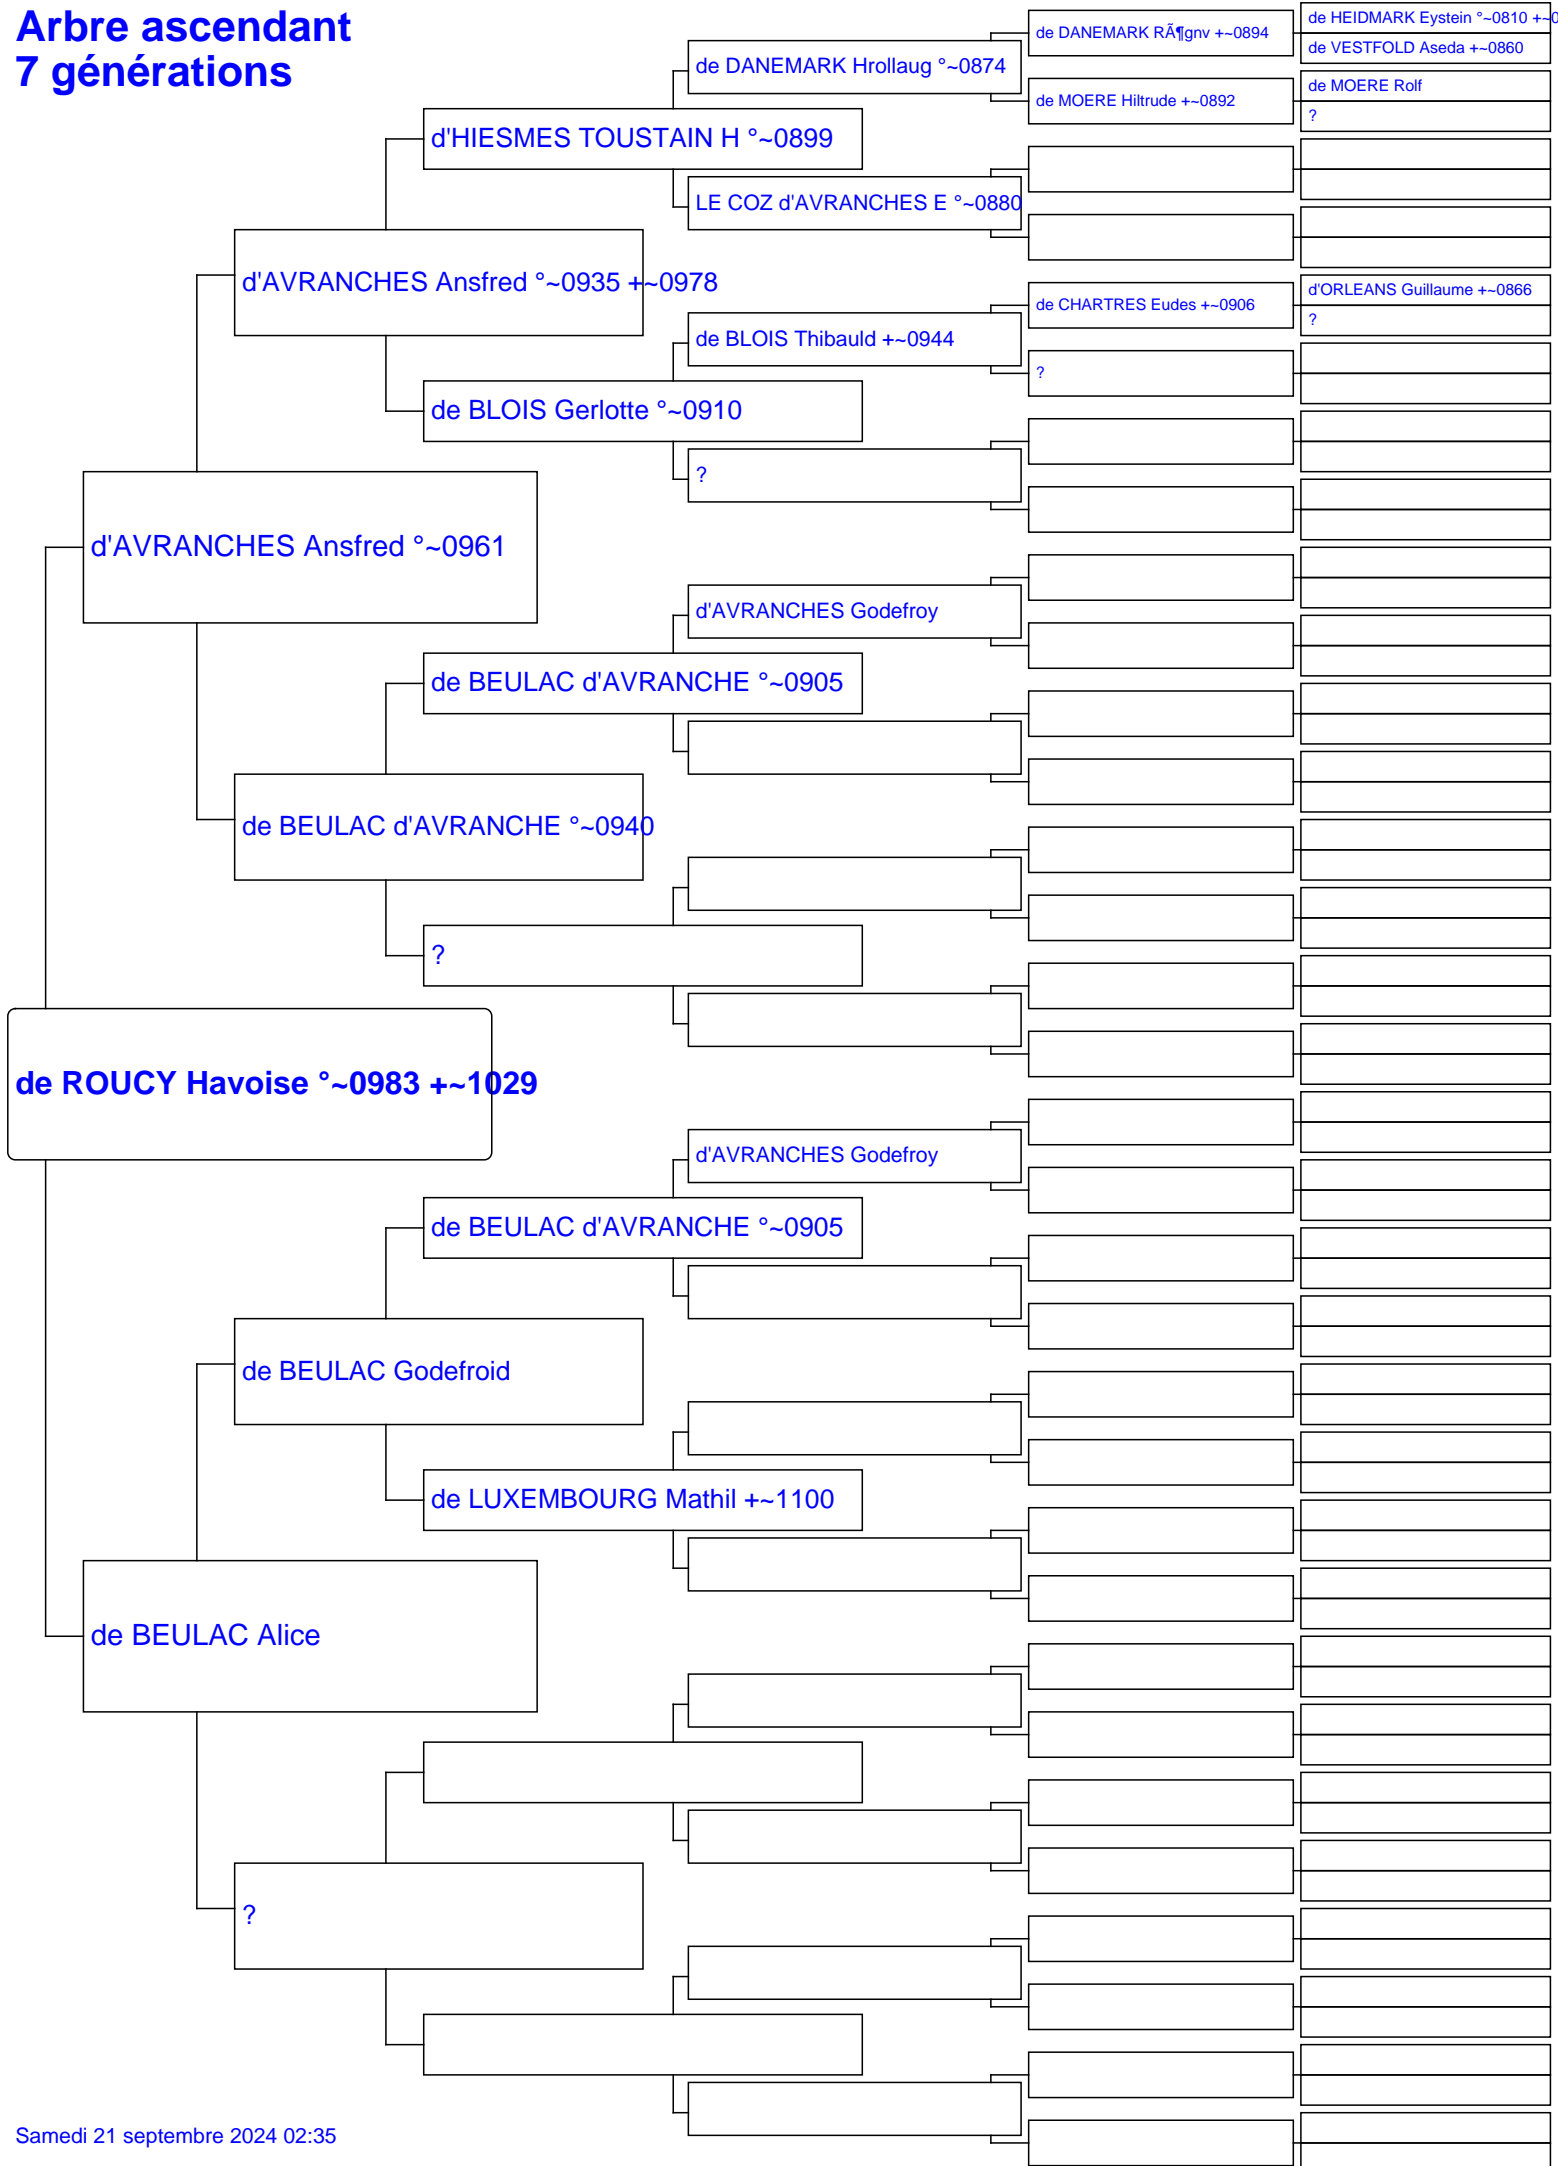 Arbre ascendant
7 générations
de HEIDMARK Eystein °~0810 +~0
de DANEMARK RÃ¶gnv +~0894
de VESTFOLD Aseda +~0860
de DANEMARK Hrollaug °~0874
de MOERE Rolf
de MOERE Hiltrude +~0892
?
d'HIESMES TOUSTAIN H °~0899
LE COZ d'AVRANCHES E °~0880
d'AVRANCHES Ansfred °~0935 +~0978
d'ORLEANS Guillaume +~0866
de CHARTRES Eudes +~0906
?
de BLOIS Thibauld +~0944
?
de BLOIS Gerlotte °~0910
?
d'AVRANCHES Ansfred °~0961
d'AVRANCHES Godefroy
de BEULAC d'AVRANCHE °~0905
de BEULAC d'AVRANCHE °~0940
?
de ROUCY Havoise °~0983 +~1029
d'AVRANCHES Godefroy
de BEULAC d'AVRANCHE °~0905
de BEULAC Godefroid
de LUXEMBOURG Mathil +~1100
de BEULAC Alice
?
Samedi 21 septembre 2024 02:35